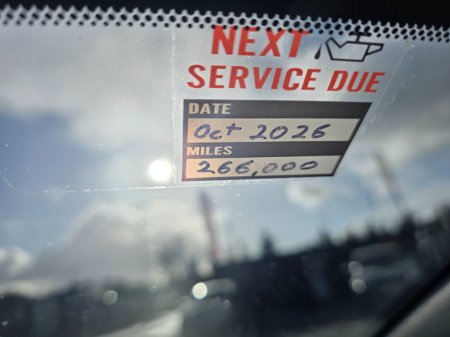 NEXT
SERVICE DUE
DATE
Oct 2026
MILES
266,000